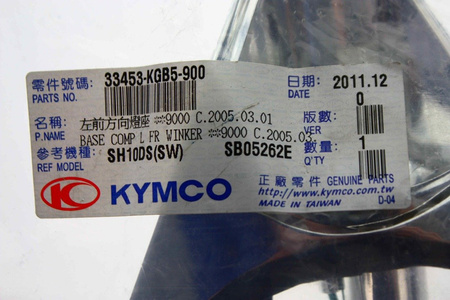 零件號碼: 33453-KGB5-900
PARTS NO.
日期: 2011.12
DATE:
名稱: 左前方向燈座 ※※9000 C.2005.03.01
P.NAME BASE COMP L FR WINKER ※※9000 C.2005.03
版數: 0
VER
參考機種: SH10DS(SW) SB05262E
REF MODEL
數量: 1
Q'TY
KYMCO
正廠零件 GENUINE PARTS
http://www.kymco.com.tw
MADE IN TAIWAN D-04